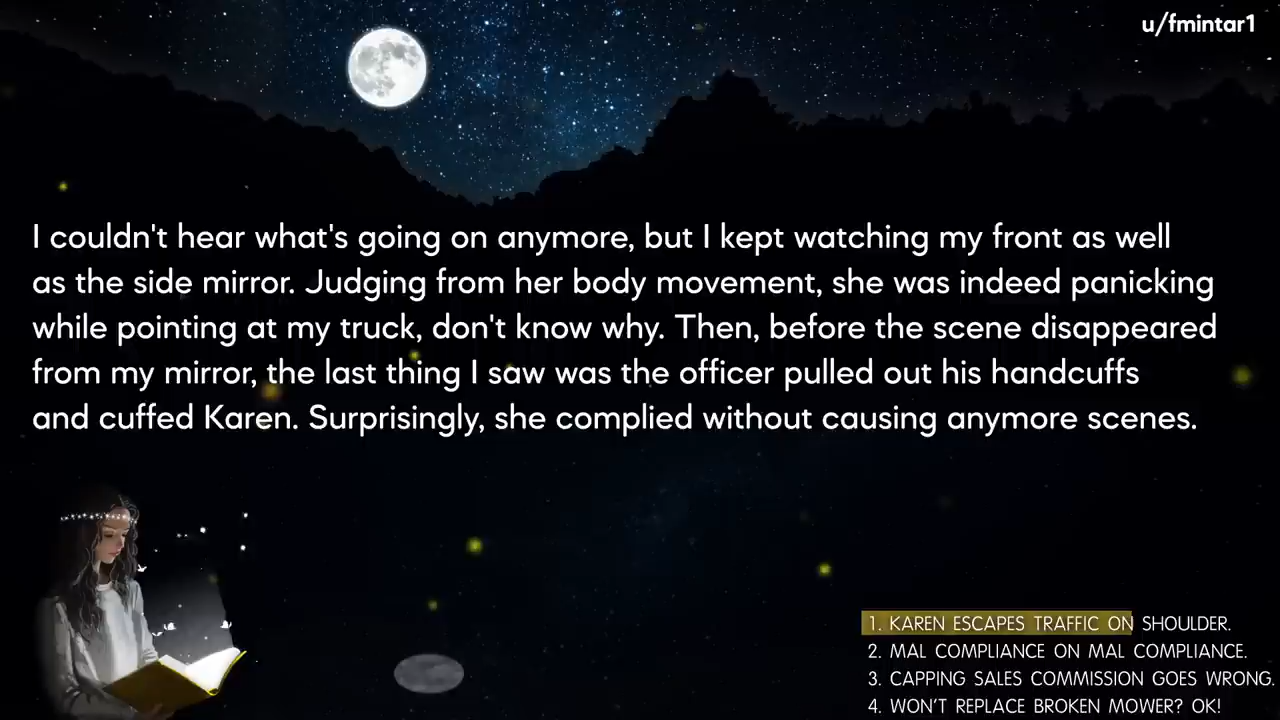 u/fmintar1
I couldn't hear what's going on anymore, but I kept watching my front as well
as the side mirror. Judging from her body movement, she was indeed panicking
while pointing at my truck, don't know why. Then, before the scene disappeared
from my mirror, the last thing I saw was the officer pulled out his handcuffs
and cuffed Karen. Surprisingly, she complied without causing anymore scenes.
1. KAREN ESCAPES TRAFFIC ON SHOULDER.
2. MAL COMPLIANCE ON MAL COMPLIANCE.
3. CAPPING SALES COMMISSION GOES WRONG.
4. WON'T REPLACE BROKEN MOWER? OK!